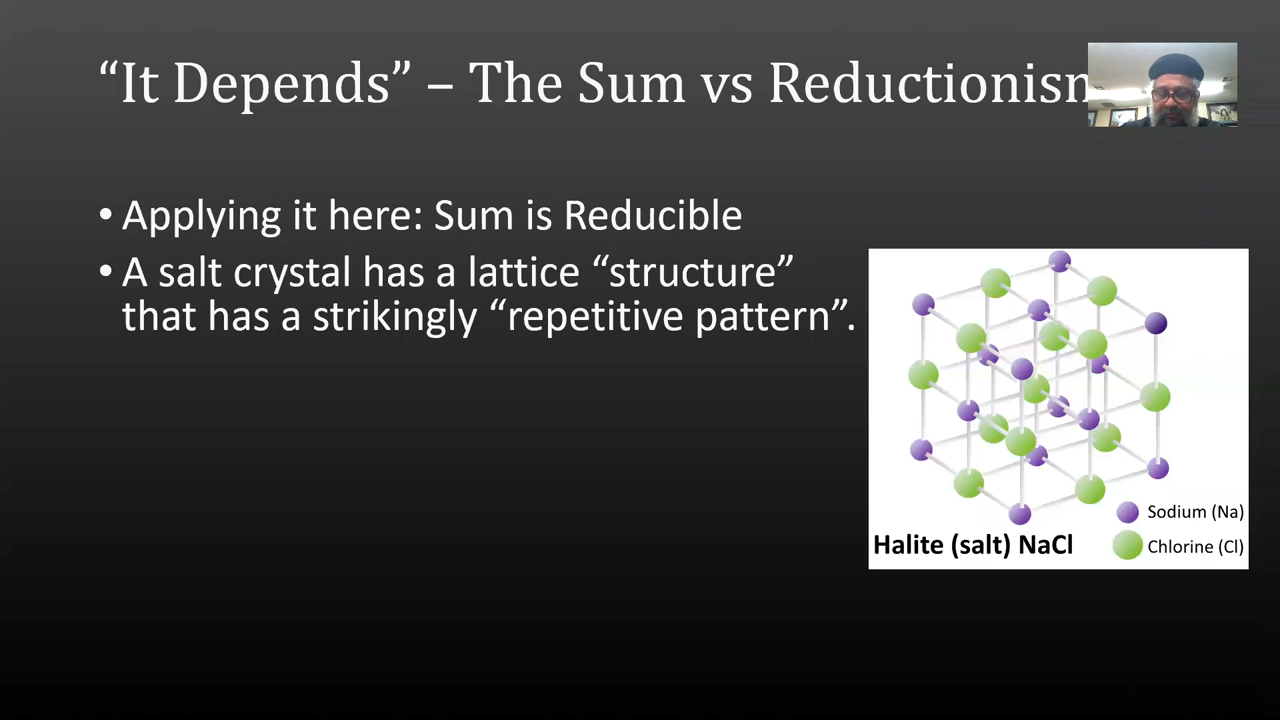 “It Depends” – The Sum vs Reductionism
• Applying it here: Sum is Reducible
• A salt crystal has a lattice “structure”
that has a strikingly “repetitive pattern”.
Sodium (Na)
Halite (salt) NaCl
Chlorine (Cl)